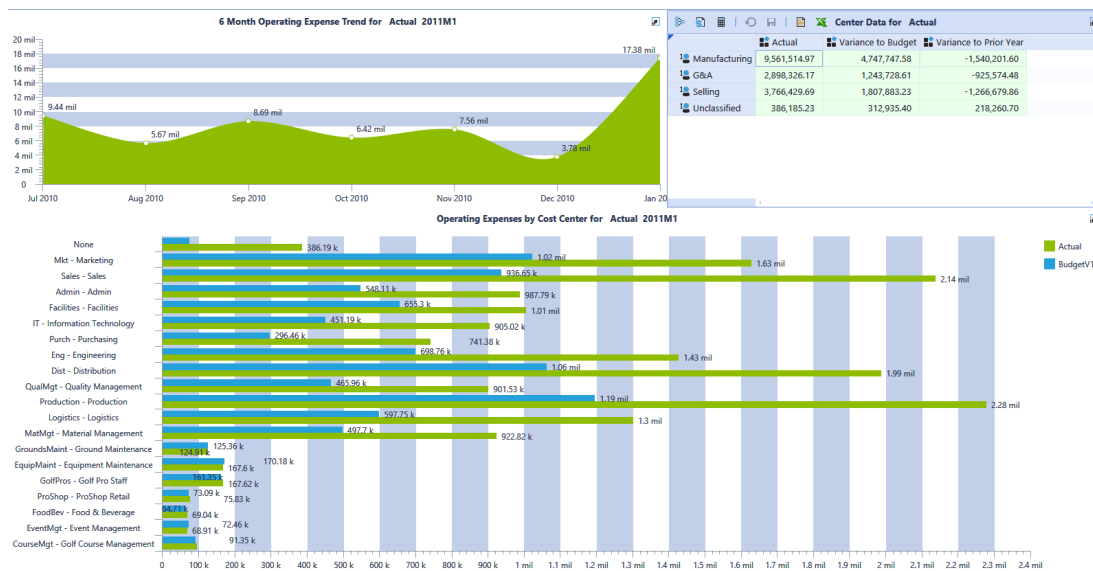 6 Month Operating Expense Trend for Actual 2011M1
20 mil
18 mil
16 mil
14 mil
12 mil
10 mil
8 mil
6 mil
4 mil
2 mil
0
9.44 mil
5.67 mil
8.69 mil
6.42 mil
7.56 mil
3.78 mil
17.38 mil
Jul 2010 Aug 2010 Sep 2010 Oct 2010 Nov 2010 Dec 2010 Jan 20
Center Data for Actual
Actual Variance to Budget Variance to Prior Year
Manufacturing 9,561,514.97 4,747,747.58 -1,540,201.60
G&A 2,898,326.17 1,243,728.61 -925,574.48
Selling 3,766,429.69 1,807,883.23 -1,266,679.86
Unclassified 386,185.23 312,935.40 218,260.70
Operating Expenses by Cost Center for Actual 2011M1
Actual
BudgetV1
None 386.19 k
Mkt - Marketing 1.02 mil 1.63 mil
Sales - Sales 936.65 k 2.14 mil
Admin - Admin 548.11 k 987.79 k
Facilities - Facilities 655.3 k 1.01 mil
IT - Information Technology 451.19 k 905.02 k
Purch - Purchasing 296.46 k 741.38 k
Eng - Engineering 698.76 k 1.43 mil
Dist - Distribution 1.06 mil 1.99 mil
QualMgt - Quality Management 465.96 k 901.53 k
Production - Production 1.19 mil 2.28 mil
Logistics - Logistics 597.75 k 1.3 mil
MatMgt - Material Management 497.7 k 922.82 k
GroundsMaint - Ground Maintenance 125.36 k 124.91 k
EquipMaint - Equipment Maintenance 170.18 k 167.6 k
GolfPros - Golf Pro Staff 161.35 k 167.62 k
ProShop - ProShop Retail 73.09 k 75.83 k
FoodBev - Food & Beverage 64.71 k 69.04 k
EventMgt - Event Management 72.46 k 68.91 k
CourseMgt - Golf Course Management 91.35 k
0 100 k 200 k 300 k 400 k 500 k 600 k 700 k 800 k 900 k 1 mil 1.1 mil 1.2 mil 1.3 mil 1.4 mil 1.5 mil 1.6 mil 1.7 mil 1.8 mil 1.9 mil 2 mil 2.1 mil 2.2 mil 2.3 mil 2.4 mil